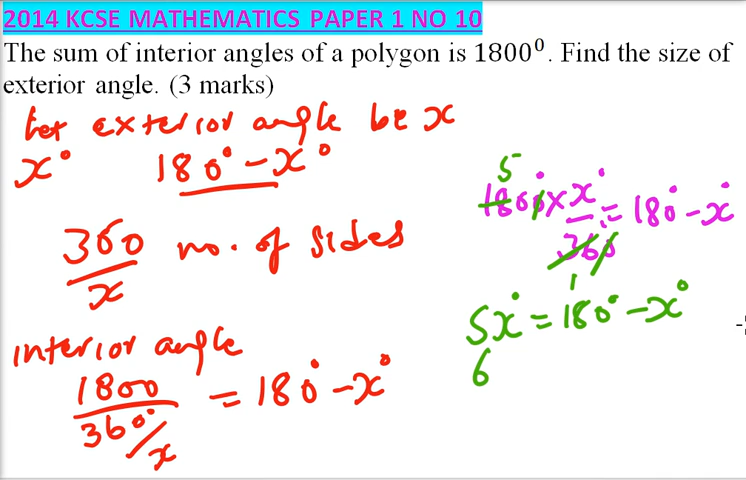 2014 KCSE MATHEMATICS PAPER 1 NO 10
The sum of interior angles of a polygon is 1800⁰. Find the size of
exterior angle. (3 marks)
Let exterior angle be x
x° 180° - x°
360/x no. of sides
interior angle
1800/(360°/x) = 180° - x°
5
1800° × x°/360 = 180° - x°
1
5x° = 180° - x°
6